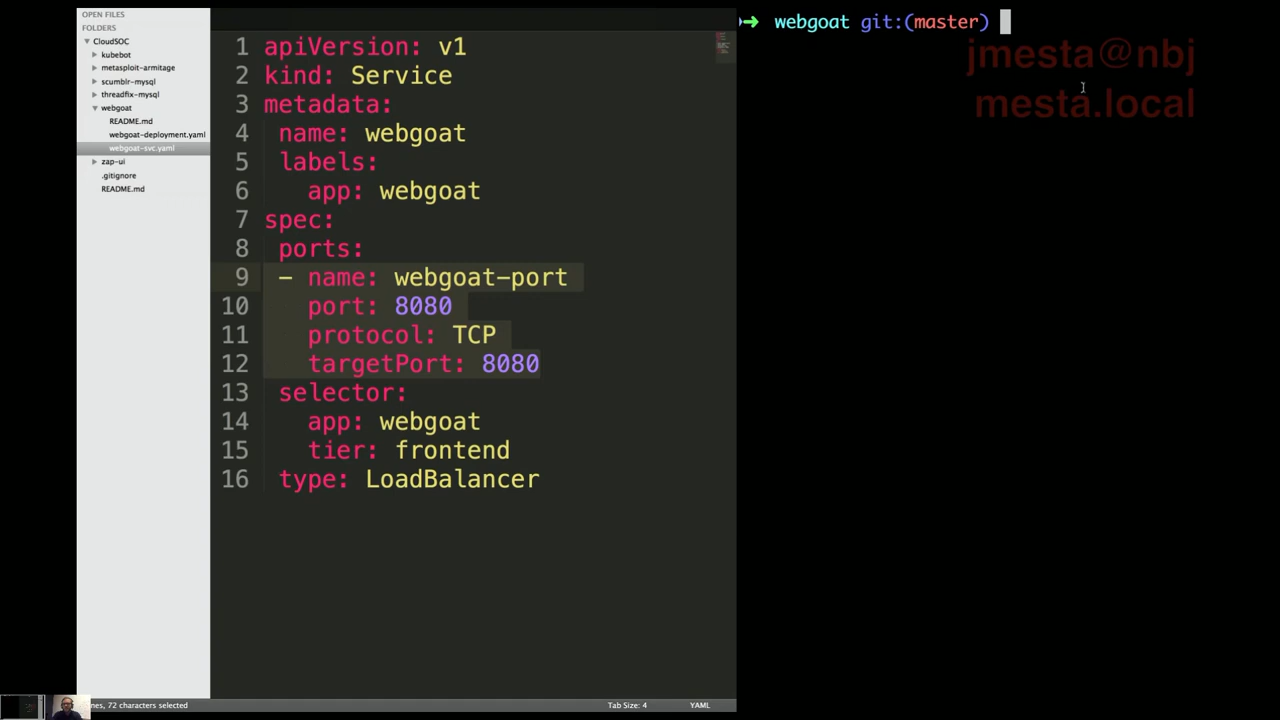 OPEN FILES
FOLDERS
CloudSOC
kubebot
metasploit-armitage
scumblr-mysql
threadfix-mysql
webgoat
README.md
webgoat-deployment.yaml
webgoat-svc.yaml
zap-ui
.gitignore
README.md
1 apiVersion: v1
2 kind: Service
3 metadata:
4 name: webgoat
5 labels:
6 app: webgoat
7 spec:
8 ports:
9 - name: webgoat-port
10 port: 8080
11 protocol: TCP
12 targetPort: 8080
13 selector:
14 app: webgoat
15 tier: frontend
16 type: LoadBalancer
nes, 72 characters selected
Tab Size: 4
YAML
➜ webgoat git:(master)
jmesta@nbj
mesta.local